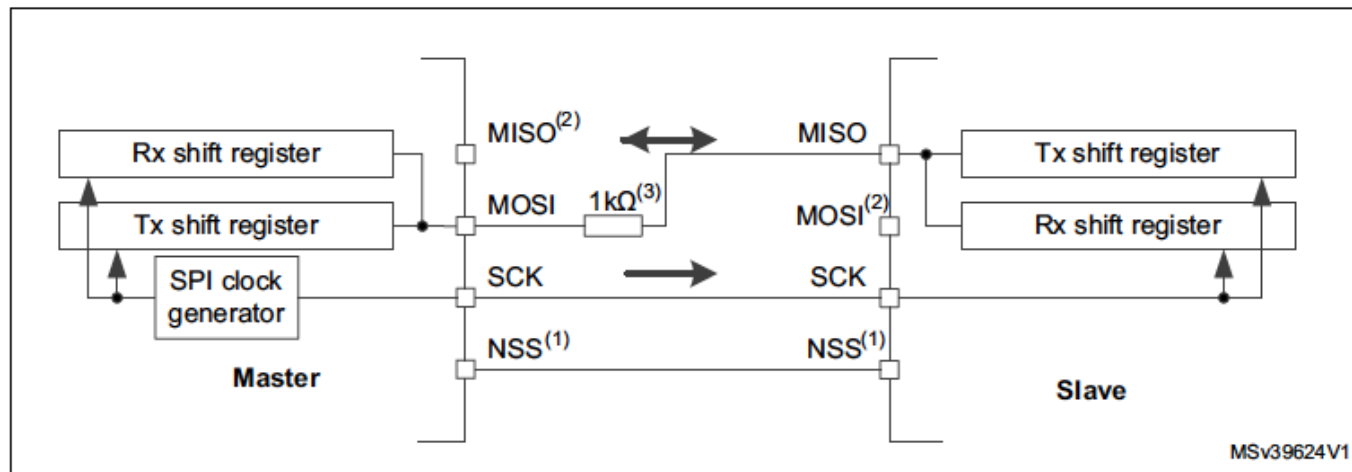 MISO(2)
MISO
Rx shift register
Tx shift register
MOSI
1kΩ(3)
MOSI(2)
Tx shift register
Rx shift register
SPI clock
generator
SCK
SCK
NSS(1)
NSS(1)
Master
Slave
MSv39624V1